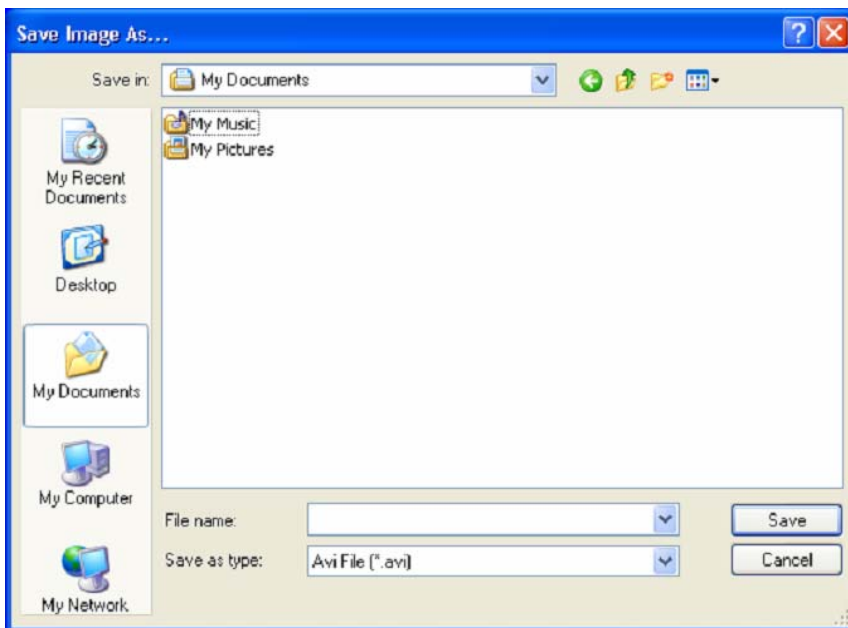 Save Image As...
Save in: My Documents
My Music
My Pictures
My Recent
Documents
Desktop
My Documents
My Computer
My Network
File name:
Save
Save as type: Avi File (*.avi)
Cancel